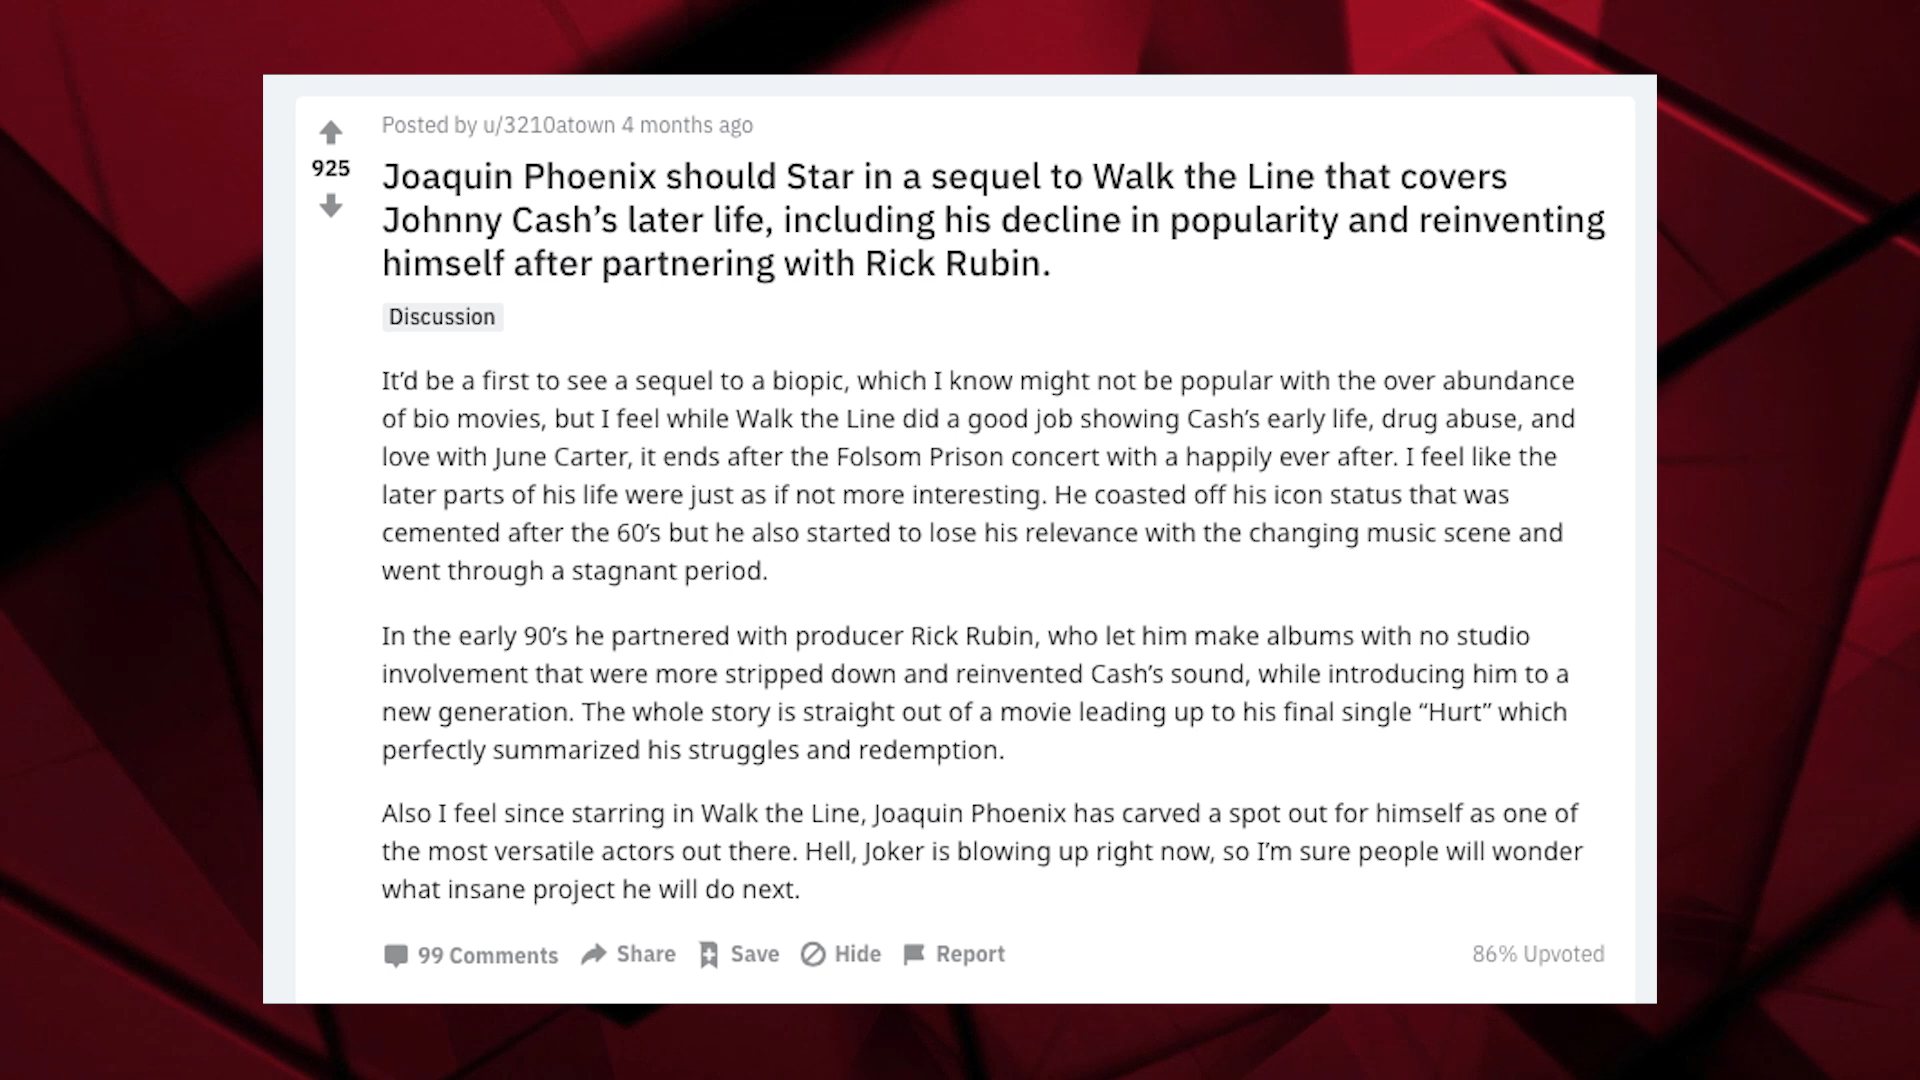 Posted by u/3210atown 4 months ago
925
Joaquin Phoenix should Star in a sequel to Walk the Line that covers
Johnny Cash’s later life, including his decline in popularity and reinventing
himself after partnering with Rick Rubin.
Discussion
It’d be a first to see a sequel to a biopic, which I know might not be popular with the over abundance
of bio movies, but I feel while Walk the Line did a good job showing Cash’s early life, drug abuse, and
love with June Carter, it ends after the Folsom Prison concert with a happily ever after. I feel like the
later parts of his life were just as if not more interesting. He coasted off his icon status that was
cemented after the 60’s but he also started to lose his relevance with the changing music scene and
went through a stagnant period.
In the early 90’s he partnered with producer Rick Rubin, who let him make albums with no studio
involvement that were more stripped down and reinvented Cash’s sound, while introducing him to a
new generation. The whole story is straight out of a movie leading up to his final single “Hurt” which
perfectly summarized his struggles and redemption.
Also I feel since starring in Walk the Line, Joaquin Phoenix has carved a spot out for himself as one of
the most versatile actors out there. Hell, Joker is blowing up right now, so I’m sure people will wonder
what insane project he will do next.
99 Comments Share Save Hide Report 86% Upvoted